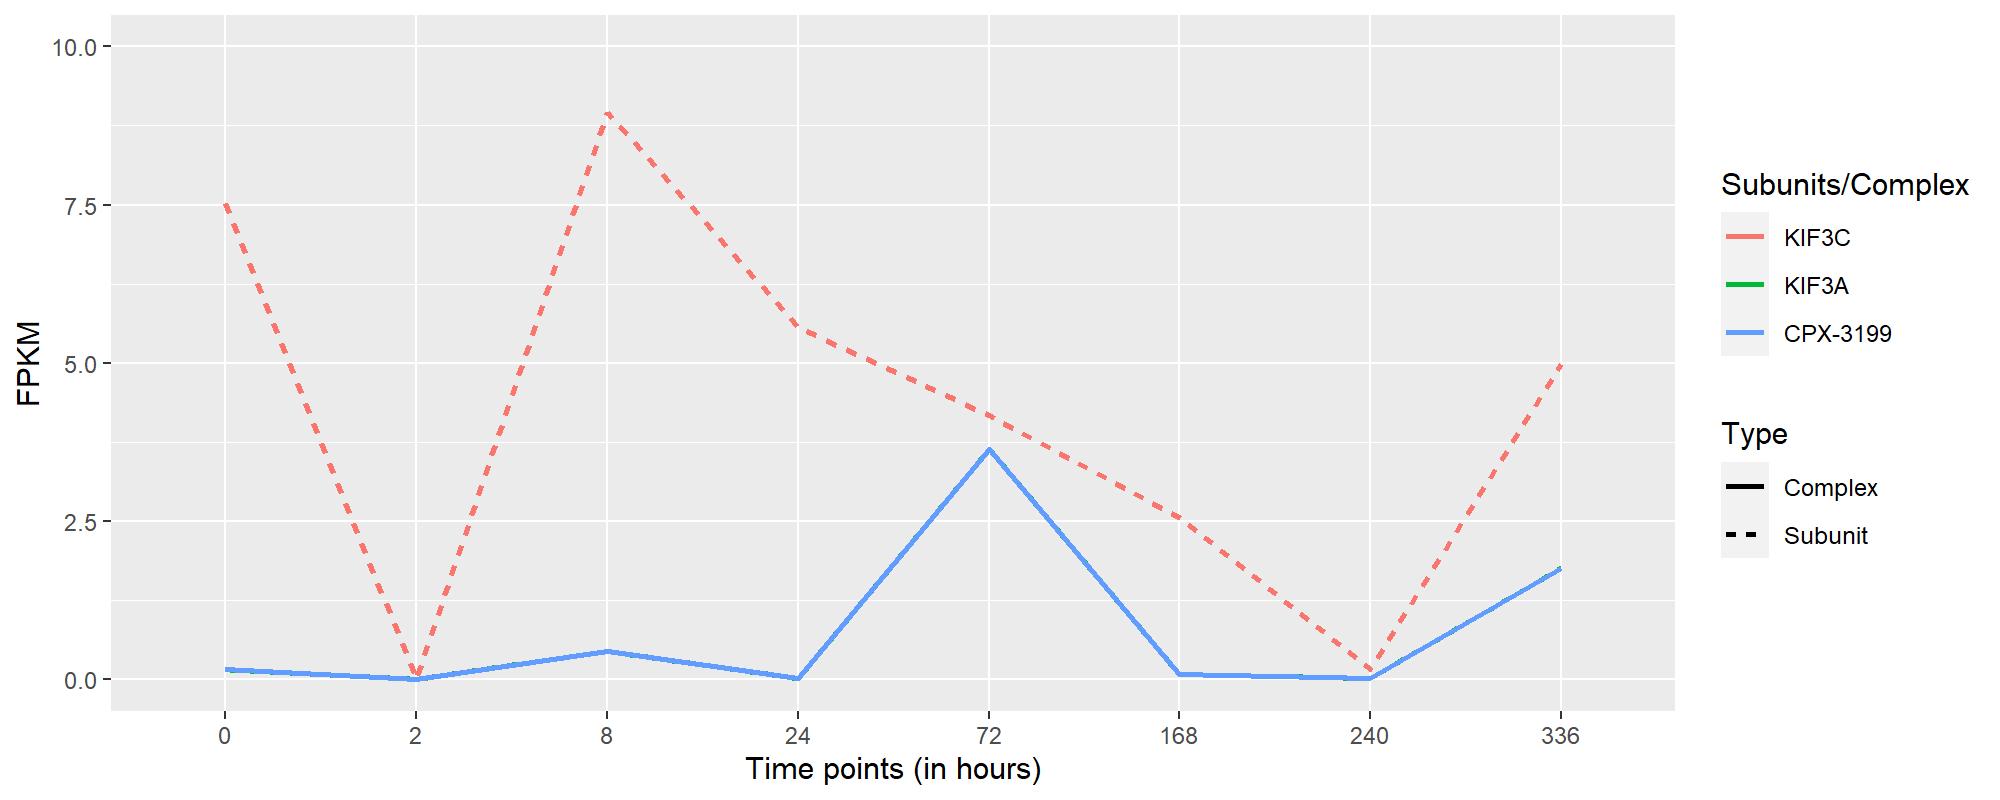 10.0
7.5
5.0
2.5
0.0
FPKM
0 2 8 24 72 168 240 336
Time points (in hours)
Subunits/Complex
KIF3C
KIF3A
CPX-3199
Type
Complex
Subunit